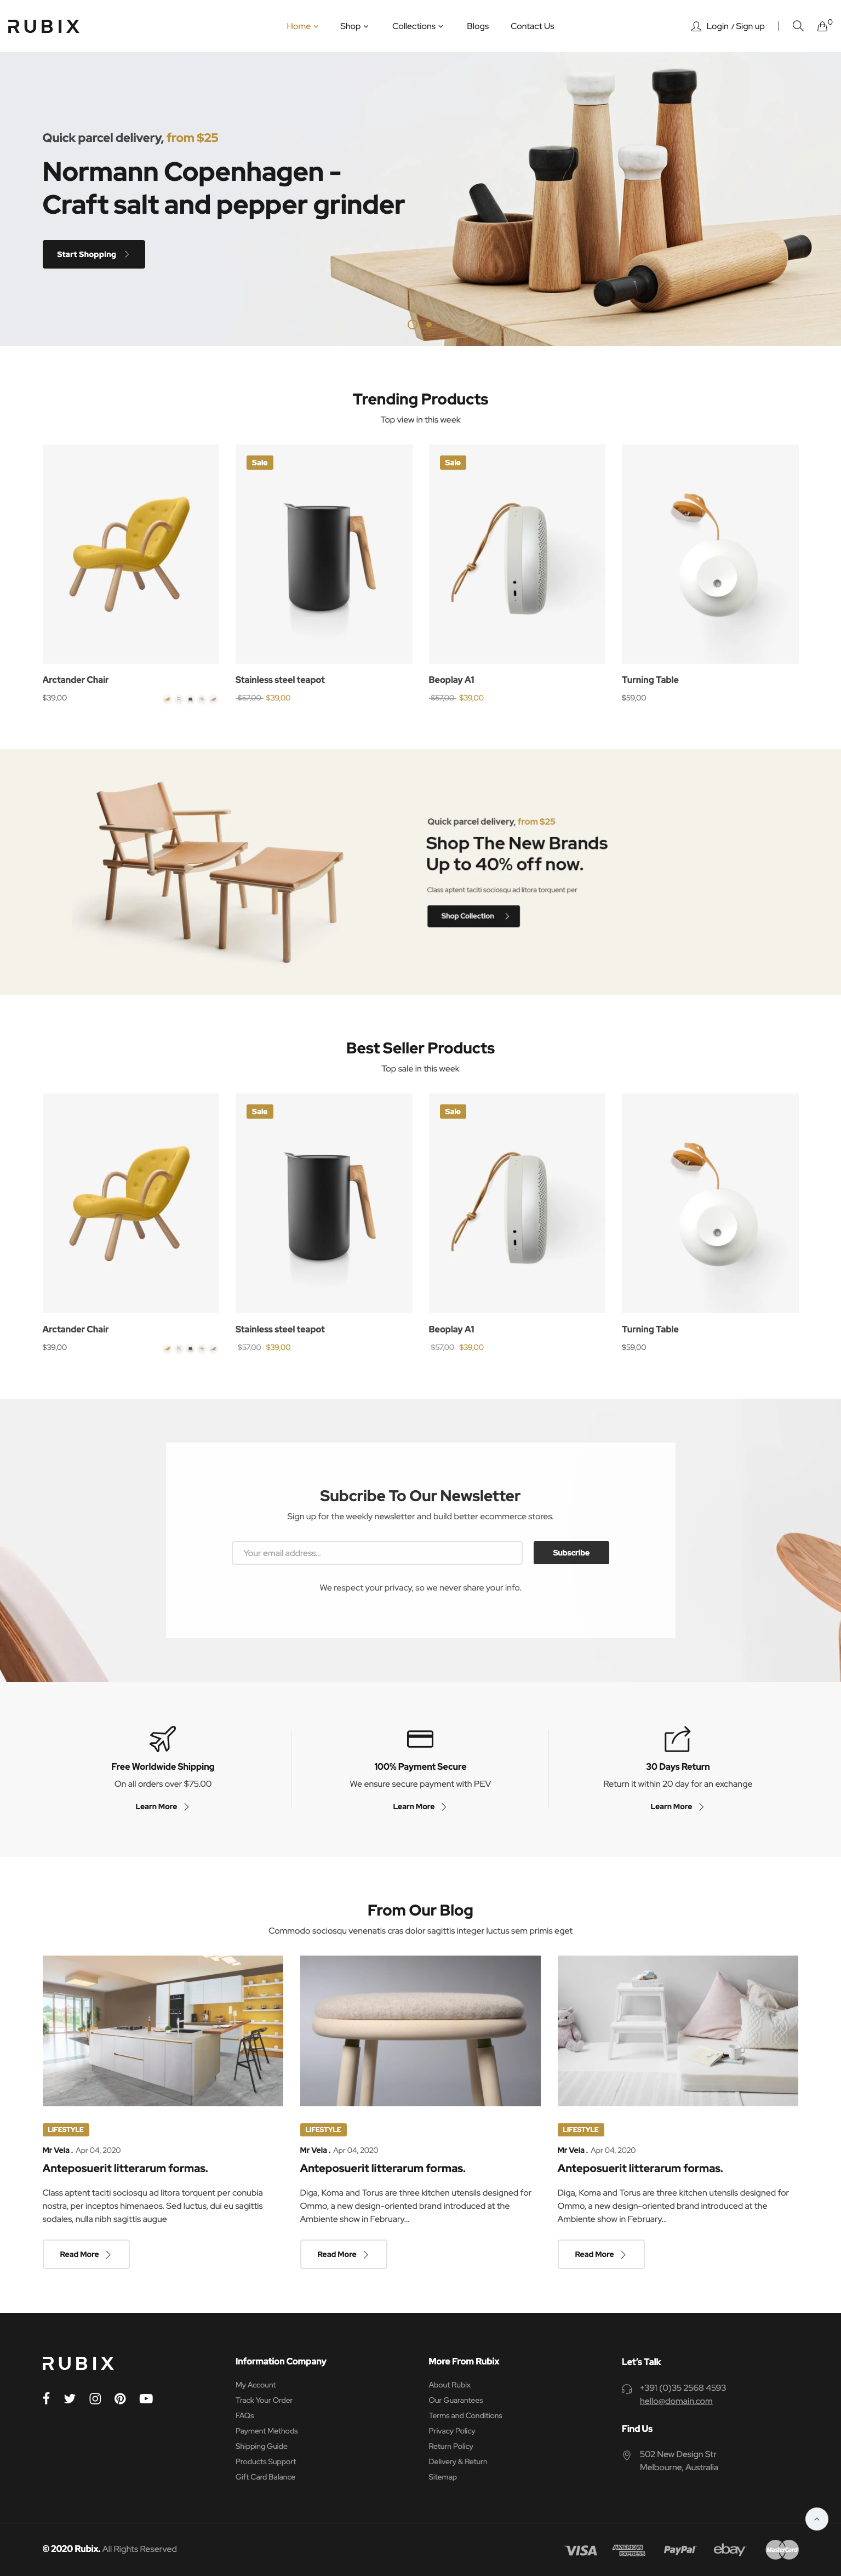 RUBIX
Home
Shop
Collections
Blogs
Contact Us
Login / Sign up
0
Quick parcel delivery, from $25
Normann Copenhagen -
Craft salt and pepper grinder
Start Shopping
Trending Products
Top view in this week
Sale
Sale
Arctander Chair
Stainless steel teapot
Beoplay A1
Turning Table
$39,00
$57,00 $39,00
$57,00 $39,00
$59,00
Quick parcel delivery, from $25
Shop The New Brands
Up to 40% off now.
Class aptent taciti sociosqu ad litora torquent per
Shop Collection
Best Seller Products
Top sale in this week
Sale
Sale
Arctander Chair
Stainless steel teapot
Beoplay A1
Turning Table
$39,00
$57,00 $39,00
$57,00 $39,00
$59,00
Subcribe To Our Newsletter
Sign up for the weekly newsletter and build better ecommerce stores.
Your email address...
Subscribe
We respect your privacy, so we never share your info.
Free Worldwide Shipping
On all orders over $75.00
Learn More
100% Payment Secure
We ensure secure payment with PEV
Learn More
30 Days Return
Return it within 20 day for an exchange
Learn More
From Our Blog
Commodo sociosqu venenatis cras dolor sagittis integer luctus sem primis eget
LIFESTYLE
Mr Vela . Apr 04, 2020
Anteposuerit litterarum formas.
Class aptent taciti sociosqu ad litora torquent per conubia
nostra, per inceptos himenaeos. Sed luctus, dui eu sagittis
sodales, nulla nibh sagittis augue
Read More
LIFESTYLE
Mr Vela . Apr 04, 2020
Anteposuerit litterarum formas.
Diga, Koma and Torus are three kitchen utensils designed for
Ommo, a new design-oriented brand introduced at the
Ambiente show in February...
Read More
LIFESTYLE
Mr Vela . Apr 04, 2020
Anteposuerit litterarum formas.
Diga, Koma and Torus are three kitchen utensils designed for
Ommo, a new design-oriented brand introduced at the
Ambiente show in February...
Read More
RUBIX
Information Company
My Account
Track Your Order
FAQs
Payment Methods
Shipping Guide
Products Support
Gift Card Balance
More From Rubix
About Rubix
Our Guarantees
Terms and Conditions
Privacy Policy
Return Policy
Delivery & Return
Sitemap
Let's Talk
+391 (0)35 2568 4593
hello@domain.com
Find Us
502 New Design Str
Melbourne, Australia
© 2020 Rubix. All Rights Reserved
VISA
AMERICAN
EXPRESS
PayPal
ebay
MasterCard